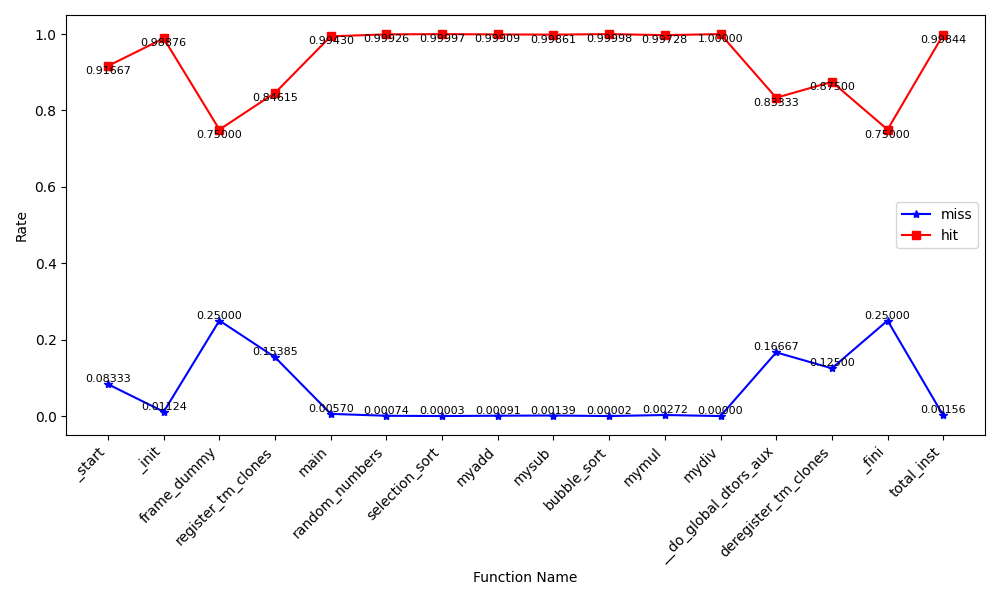 1.0
0.8
0.6
0.4
0.2
0.0
Rate
0.91667
0.98876
0.75000
0.84615
0.99430
0.99926
0.99997
0.99909
0.99861
0.99998
0.99728
1.00000
0.83333
0.87500
0.75000
0.99844
miss
hit
0.08333
0.01124
0.25000
0.15385
0.00570
0.00074
0.00003
0.00091
0.00139
0.00002
0.00272
0.00000
0.16667
0.12500
0.25000
0.00156
_start
_init
frame_dummy
register_tm_clones
main
random_numbers
selection_sort
myadd
mysub
bubble_sort
mymul
mydiv
__do_global_dtors_aux
deregister_tm_clones
_fini
total_inst
Function Name